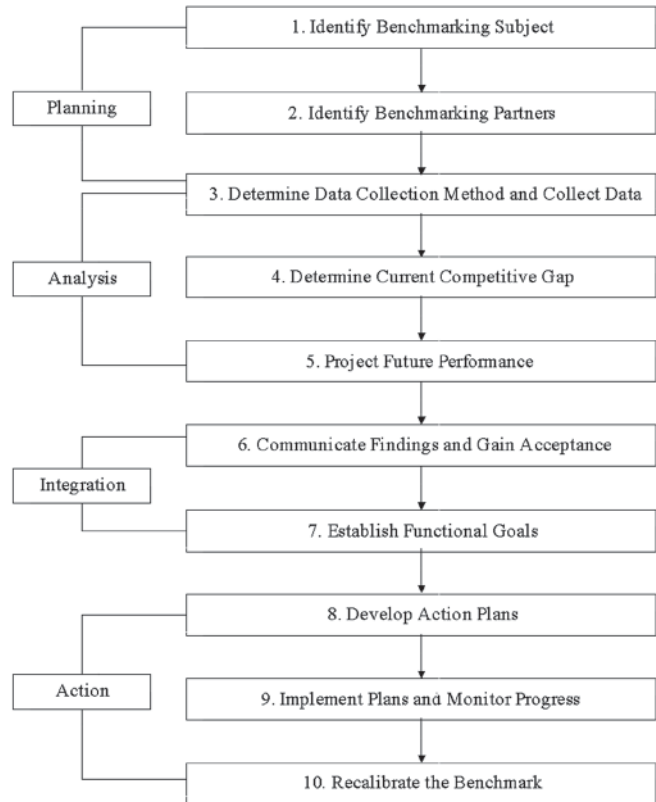 1. Identify Benchmarking Subject
Planning
2. Identify Benchmarking Partners
3. Determine Data Collection Method and Collect Data
Analysis
4. Determine Current Competitive Gap
5. Project Future Performance
6. Communicate Findings and Gain Acceptance
Integration
7. Establish Functional Goals
8. Develop Action Plans
Action
9. Implement Plans and Monitor Progress
10. Recalibrate the Benchmark